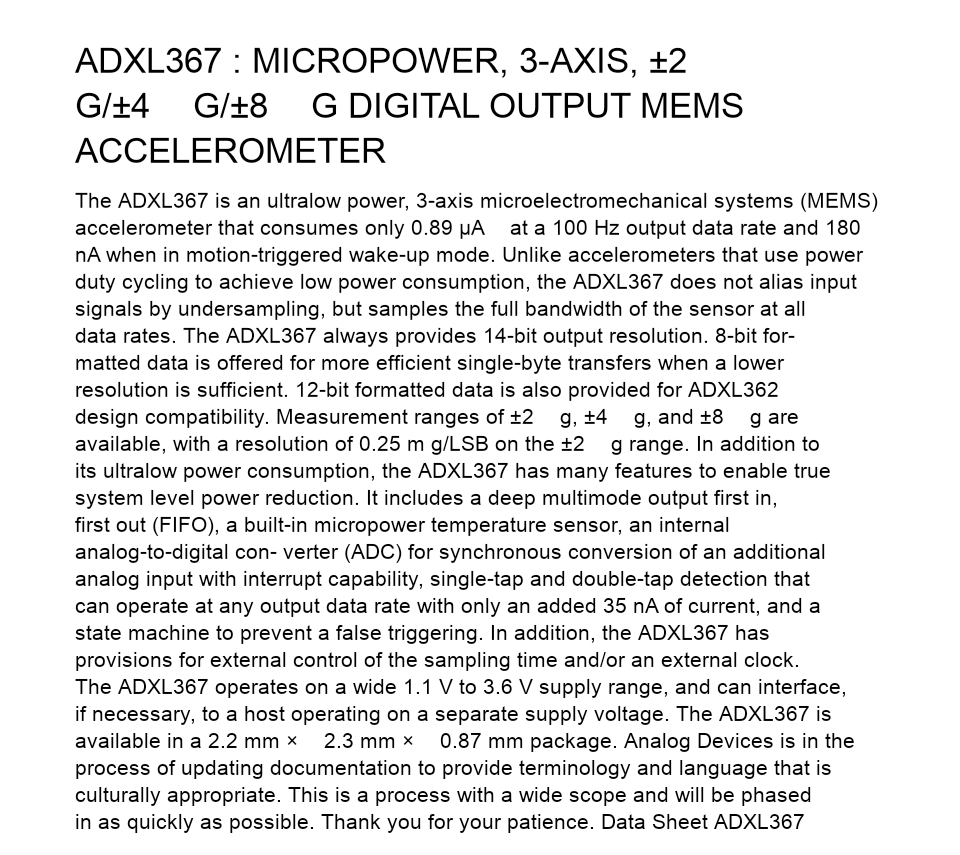 ADXL367 : MICROPOWER, 3-AXIS, ±2
G/±4 G/±8 G DIGITAL OUTPUT MEMS
ACCELEROMETER
The ADXL367 is an ultralow power, 3-axis microelectromechanical systems (MEMS)
accelerometer that consumes only 0.89 µA at a 100 Hz output data rate and 180
nA when in motion-triggered wake-up mode. Unlike accelerometers that use power
duty cycling to achieve low power consumption, the ADXL367 does not alias input
signals by undersampling, but samples the full bandwidth of the sensor at all
data rates. The ADXL367 always provides 14-bit output resolution. 8-bit for-
matted data is offered for more efficient single-byte transfers when a lower
resolution is sufficient. 12-bit formatted data is also provided for ADXL362
design compatibility. Measurement ranges of ±2 g, ±4 g, and ±8 g are
available, with a resolution of 0.25 m g/LSB on the ±2 g range. In addition to
its ultralow power consumption, the ADXL367 has many features to enable true
system level power reduction. It includes a deep multimode output first in,
first out (FIFO), a built-in micropower temperature sensor, an internal
analog-to-digital con- verter (ADC) for synchronous conversion of an additional
analog input with interrupt capability, single-tap and double-tap detection that
can operate at any output data rate with only an added 35 nA of current, and a
state machine to prevent a false triggering. In addition, the ADXL367 has
provisions for external control of the sampling time and/or an external clock.
The ADXL367 operates on a wide 1.1 V to 3.6 V supply range, and can interface,
if necessary, to a host operating on a separate supply voltage. The ADXL367 is
available in a 2.2 mm × 2.3 mm × 0.87 mm package. Analog Devices is in the
process of updating documentation to provide terminology and language that is
culturally appropriate. This is a process with a wide scope and will be phased
in as quickly as possible. Thank you for your patience. Data Sheet ADXL367